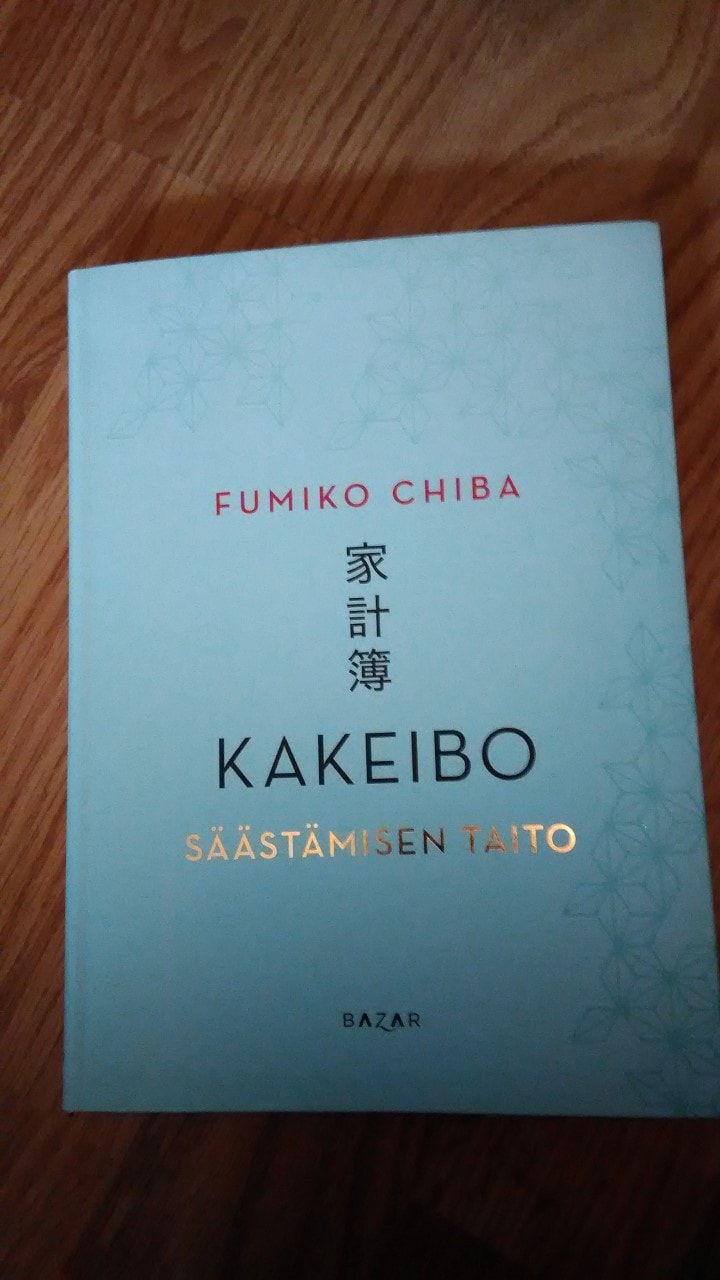 FUMIKO CHIBA
家計簿
KAKEIBO
SÄÄSTÄMISEN TAITO
BAZAR